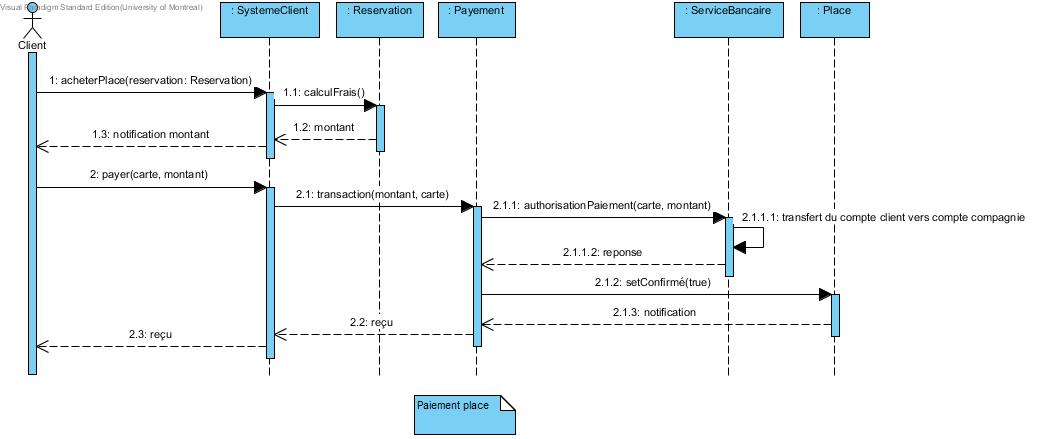 Visual Paradigm Standard Edition(University of Montreal)
: SystemeClient
: Reservation
: Payement
: ServiceBancaire
: Place
Client
1: acheterPlace(reservation: Reservation)
1.1: calculFrais()
1.2: montant
1.3: notification montant
2: payer(carte, montant)
2.1: transaction(montant, carte)
2.1.1: authorisationPaiement(carte, montant)
2.1.1.1: transfert du compte client vers compte compagnie
2.1.1.2: reponse
2.1.2: setConfirmé(true)
2.1.3: notification
2.2: reçu
2.3: reçu
Paiement place